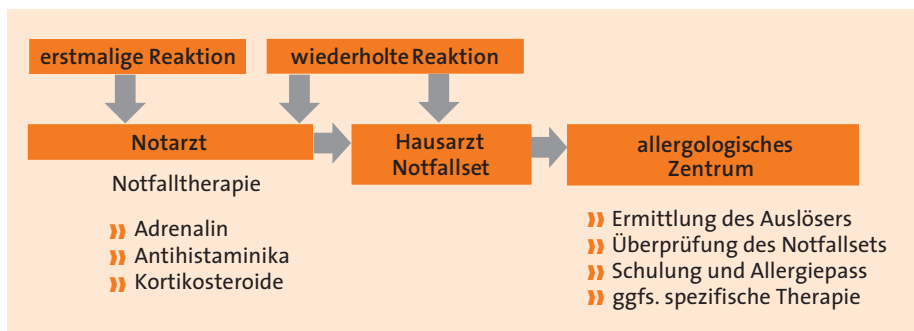 erstmalige Reaktion
wiederholte Reaktion
Notarzt
Hausarzt
Notfallset
allergologisches
Zentrum
Notfalltherapie
Adrenalin
Antihistaminika
Kortikosteroide
Ermittlung des Auslösers
Überprüfung des Notfallsets
Schulung und Allergiepass
ggfs. spezifische Therapie